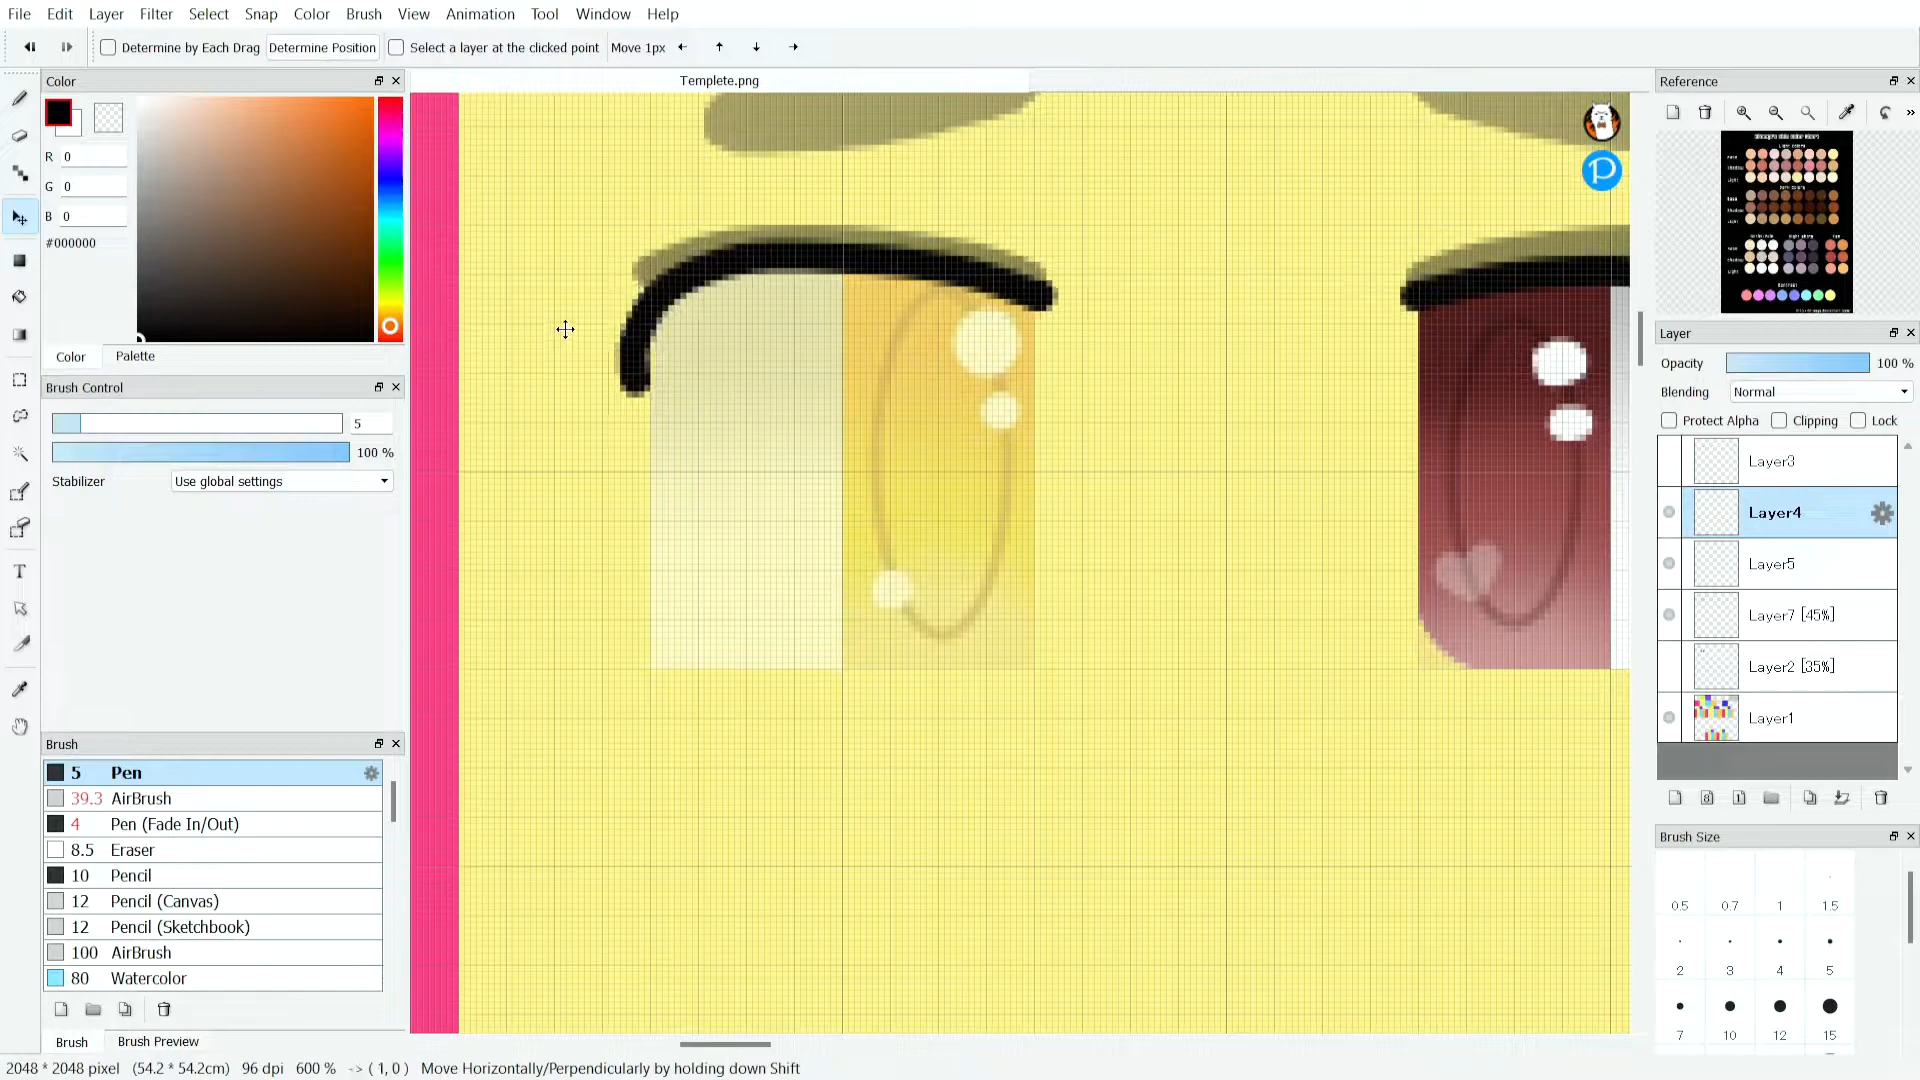 File Edit Layer Filter Select Snap Color Brush View Animation Tool Window Help
Determine by Each Drag Determine Position Select a layer at the clicked point Move 1px
Color
R 0
G 0
B 0
#000000
Color Palette
Brush Control
5
100 %
Stabilizer Use global settings
Brush
5 Pen
39.3 AirBrush
4 Pen (Fade In/Out)
8.5 Eraser
10 Pencil
12 Pencil (Canvas)
12 Pencil (Sketchbook)
100 AirBrush
80 Watercolor
Brush Brush Preview
Templete.png
Reference
Layer
Opacity 100 %
Blending Normal
Protect Alpha Clipping Lock
Layer3
Layer4
Layer5
Layer7 [45%]
Layer2 [35%]
Layer1
Brush Size
0.5 0.7 1 1.5
2 3 4 5
7 10 12 15
2048 * 2048 pixel (54.2 * 54.2cm) 96 dpi 600 % -> ( 1, 0 ) Move Horizontally/Perpendicularly by holding down Shift